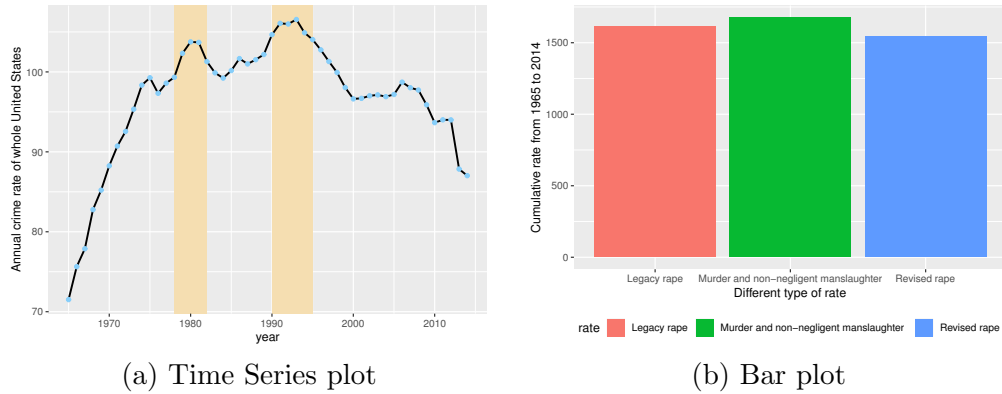 Annual crime rate of whole United States
100
90
80
70
1970
1980
1990
2000
2010
year
(a) Time Series plot
Cumulative rate from 1965 to 2014
1500
1000
500
0
Legacy rape
Murder and non−negligent manslaughter
Revised rape
Different type of rate
rate Legacy rape Murder and non−negligent manslaughter Revised rape
(b) Bar plot